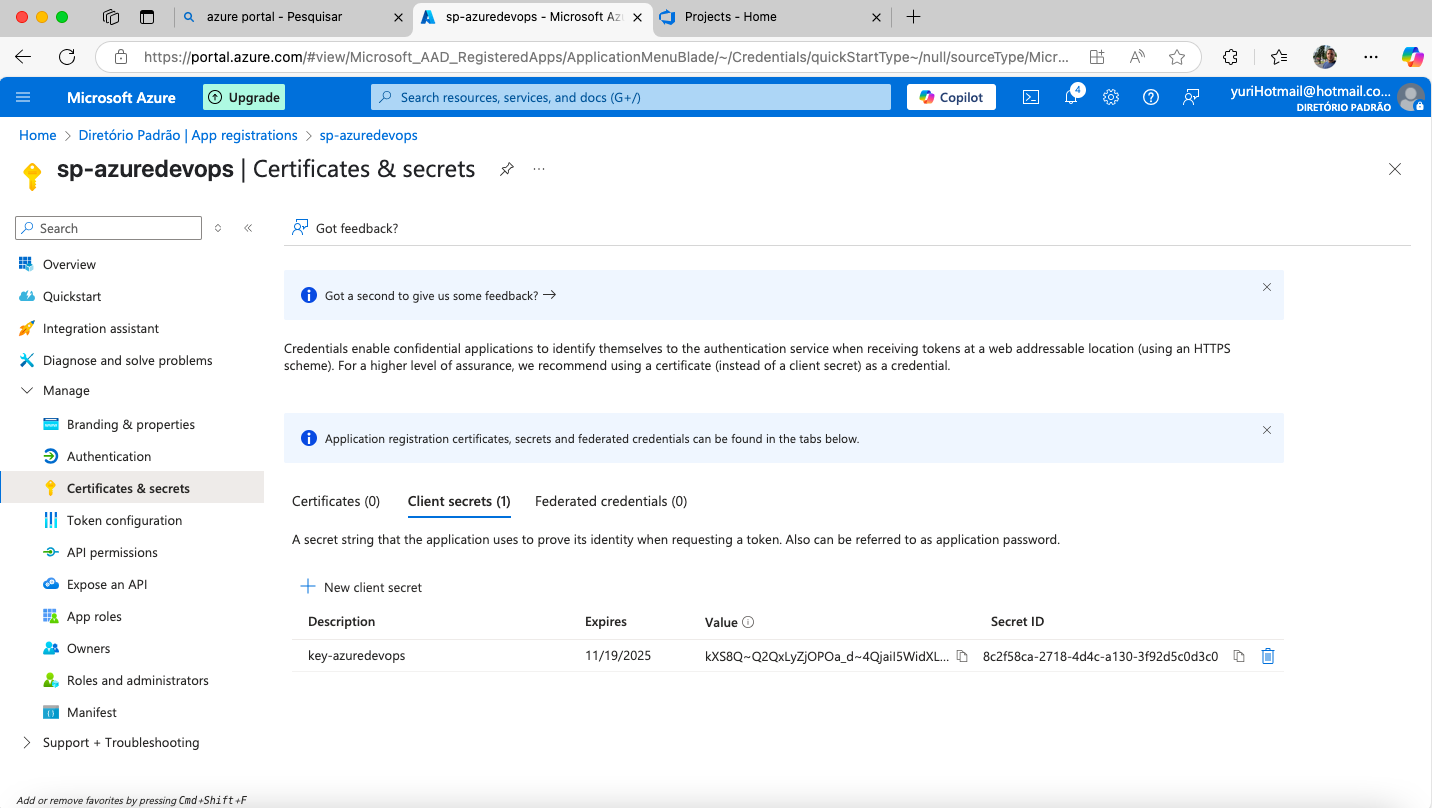 azure portal - Pesquisar
sp-azuredevops - Microsoft Az
Projects - Home
https://portal.azure.com/#view/Microsoft_AAD_RegisteredApps/ApplicationMenuBlade/~/Credentials/quickStartType~/null/sourceType/Micr...
Microsoft Azure
Upgrade
Search resources, services, and docs (G+/)
Copilot
4
yuriHotmail@hotmail.co...
DIRETÓRIO PADRÃO
Home > Diretório Padrão | App registrations > sp-azuredevops
sp-azuredevops | Certificates & secrets
Search
Got feedback?
Overview
Quickstart
Integration assistant
Diagnose and solve problems
Manage
Branding & properties
Authentication
Certificates & secrets
Token configuration
API permissions
Expose an API
App roles
Owners
Roles and administrators
Manifest
Support + Troubleshooting
Add or remove favorites by pressing Cmd+Shift+F
Got a second to give us some feedback?
Credentials enable confidential applications to identify themselves to the authentication service when receiving tokens at a web addressable location (using an HTTPS
scheme). For a higher level of assurance, we recommend using a certificate (instead of a client secret) as a credential.
Application registration certificates, secrets and federated credentials can be found in the tabs below.
Certificates (0) Client secrets (1) Federated credentials (0)
A secret string that the application uses to prove its identity when requesting a token. Also can be referred to as application password.
New client secret
Description Expires Value Secret ID
key-azuredevops 11/19/2025 kXS8Q~Q2QxLyZjOPOa_d~4QjaiI5WidXL... 8c2f58ca-2718-4d4c-a130-3f92d5c0d3c0